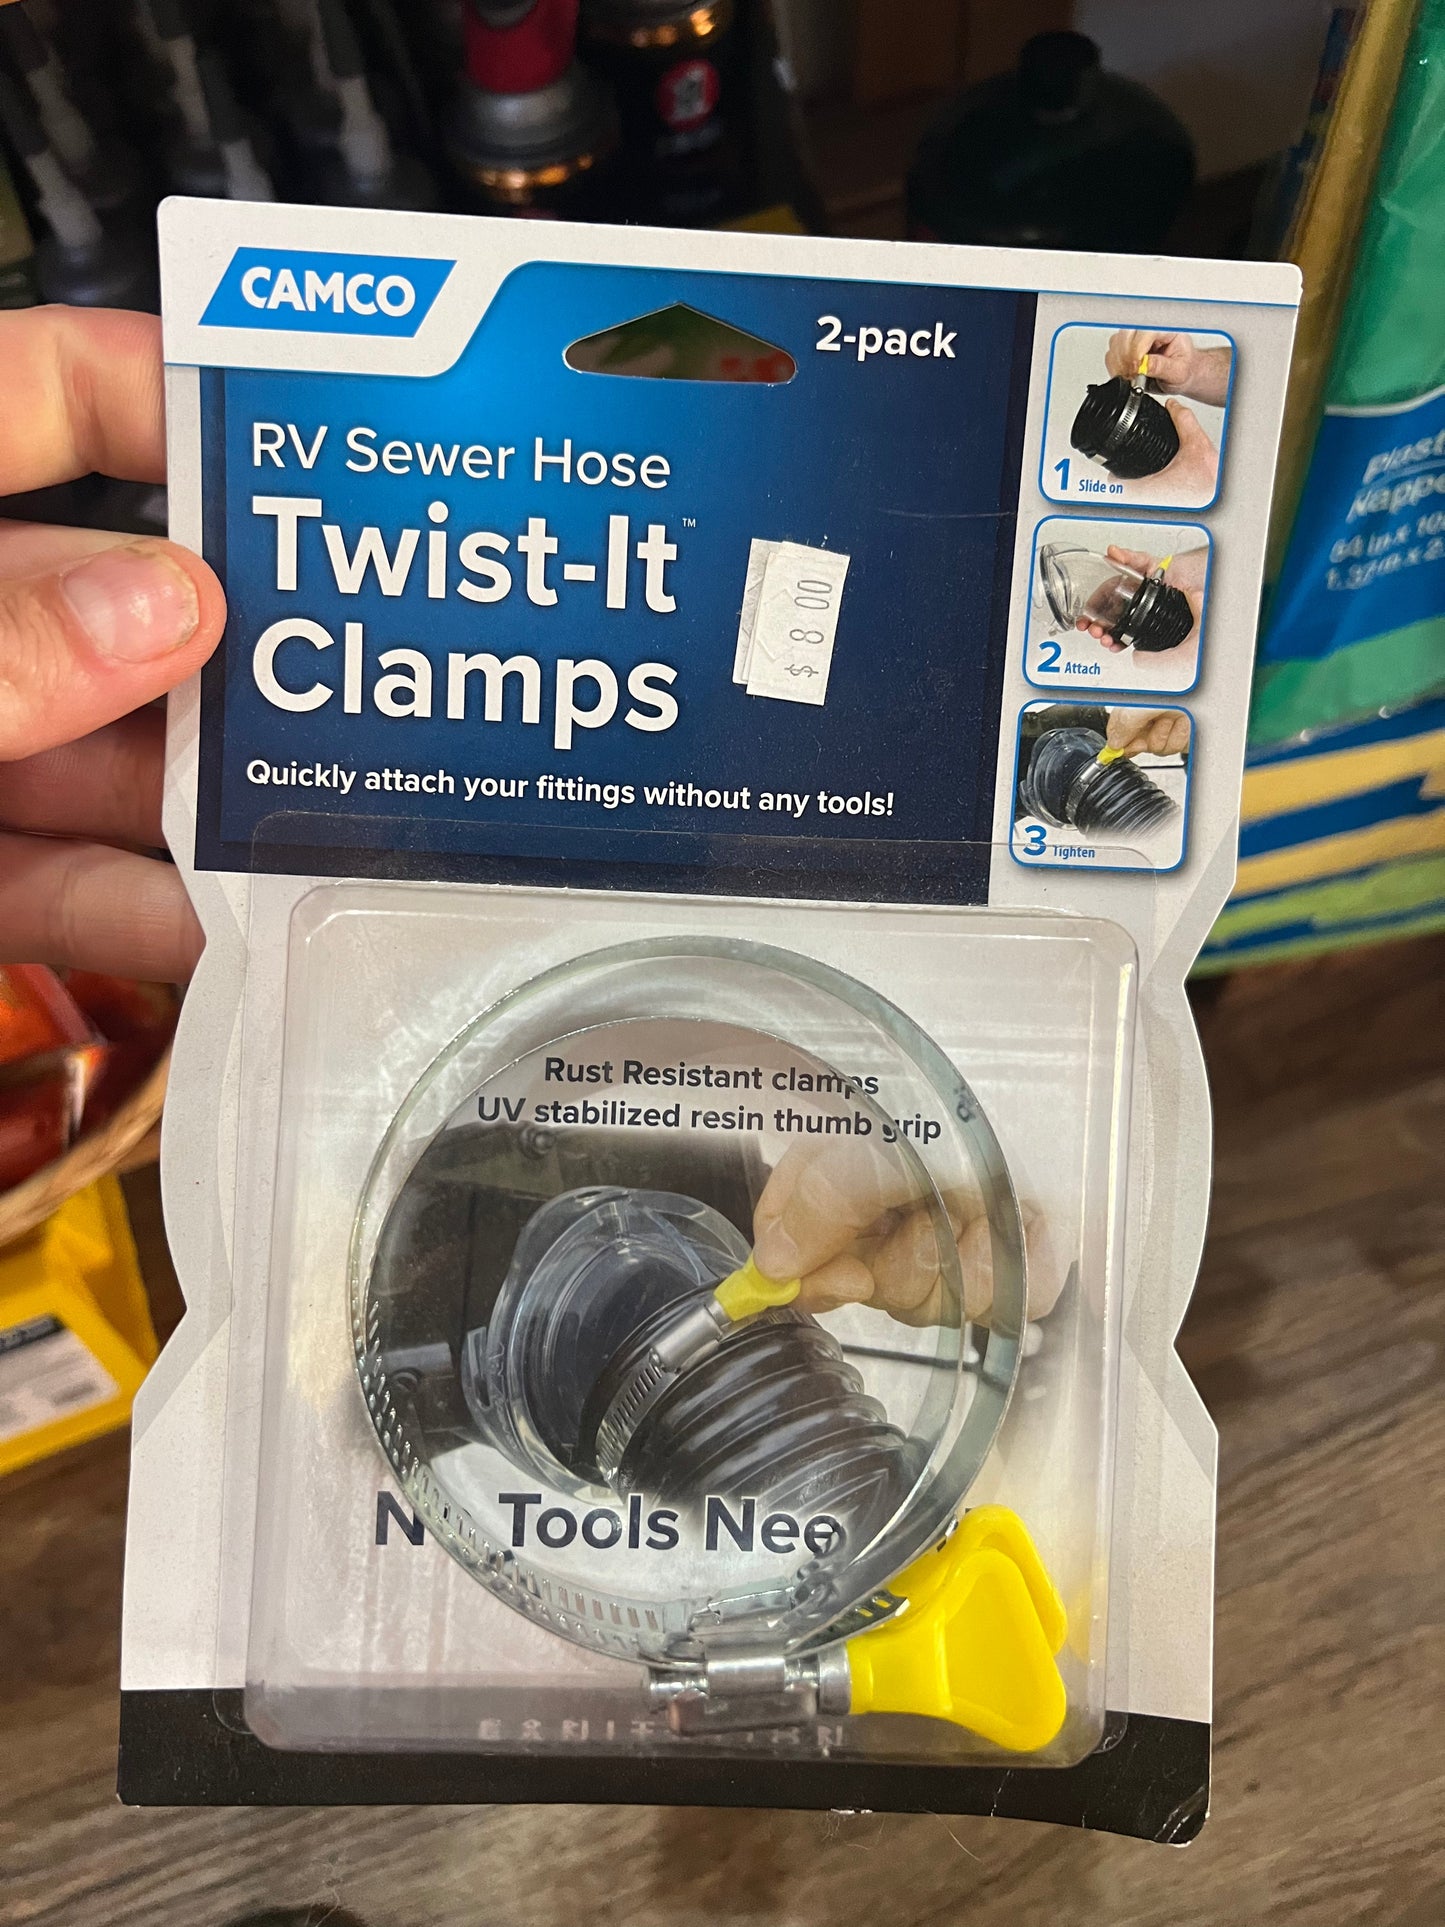 CAMCO
2-pack
RV Sewer Hose
Twist-It™
Clamps
$ 8 00
Quickly attach your fittings without any tools!
1 Slide on
2 Attach
3 Tighten
Rust Resistant clamps
UV stabilized resin thumb grip
Tools